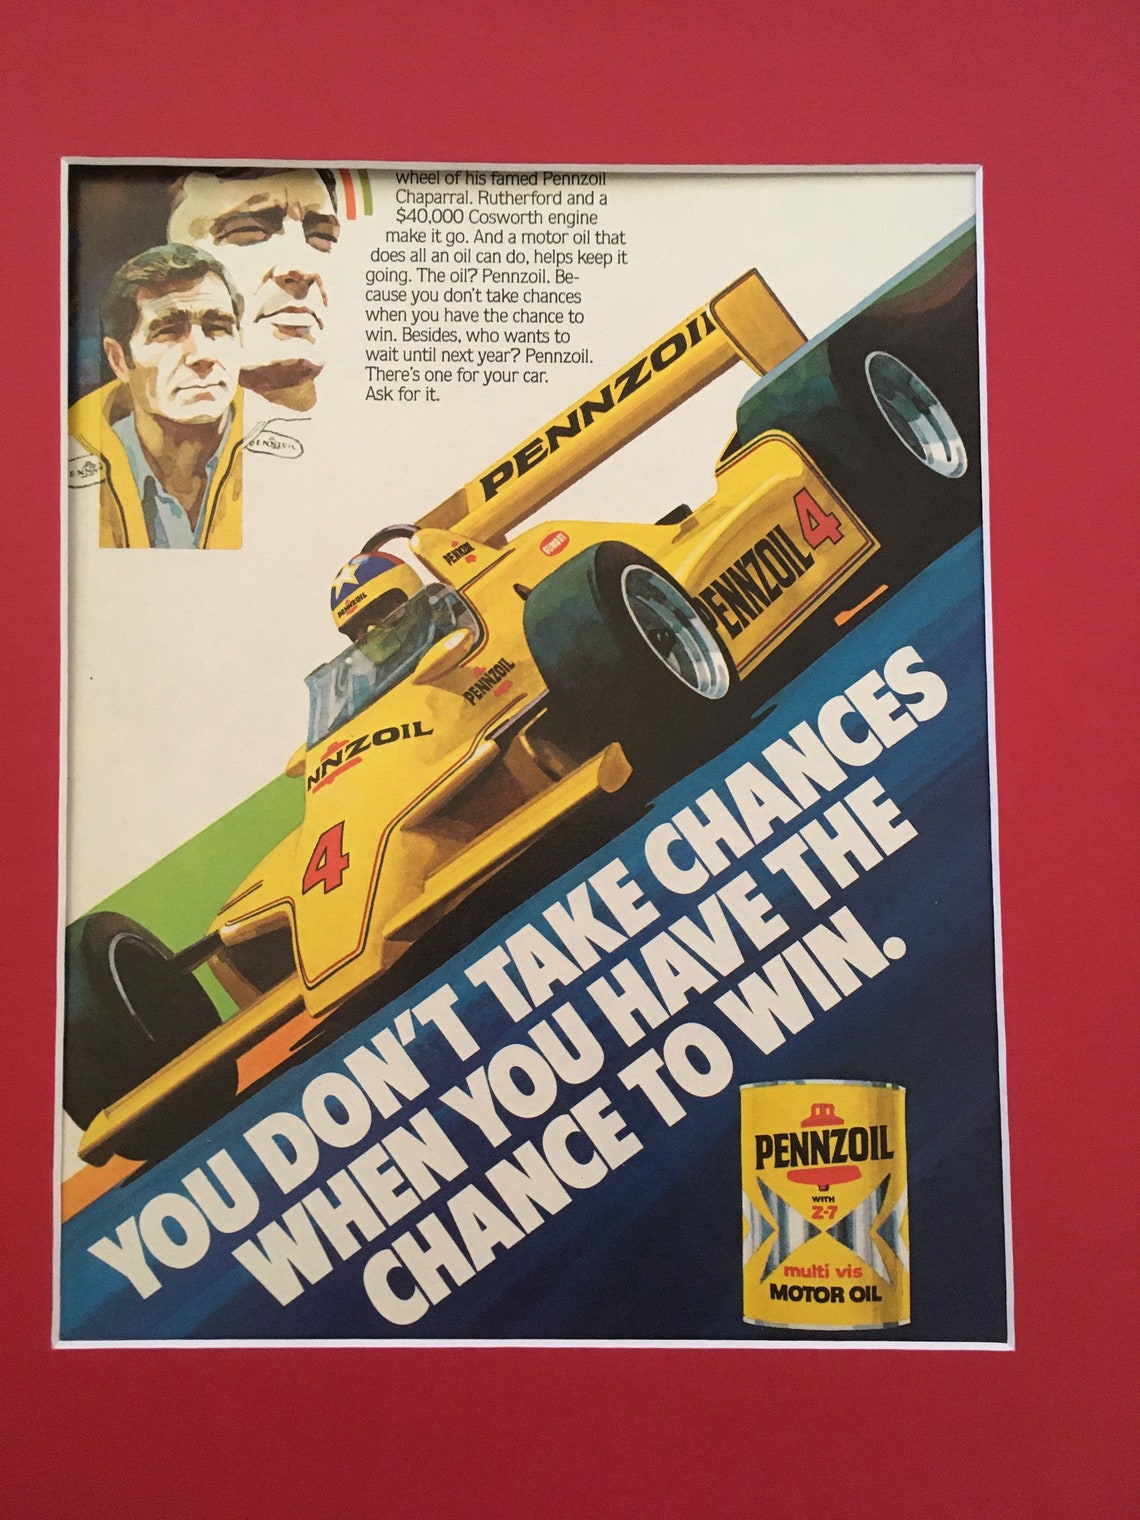 wheel of his famed Pennzoil
Chaparral. Rutherford and a
$40,000 Cosworth engine
make it go. And a motor oil that
does all an oil can do, helps keep it
going. The oil? Pennzoil. Be-
cause you don't take chances
when you have the chance to
win. Besides, who wants to
wait until next year? Pennzoil.
There's one for your car.
Ask for it.
PENNZOIL
PENNZOIL
PENNZOIL
PENNZOIL
PENNZOIL 4
PENNZOIL
PENNZOIL
NNZOIL
4
YOU DON'T TAKE CHANCES
WHEN YOU HAVE THE
CHANCE TO WIN.
PENNZOIL
WITH
Z-7
multi vis
MOTOR OIL